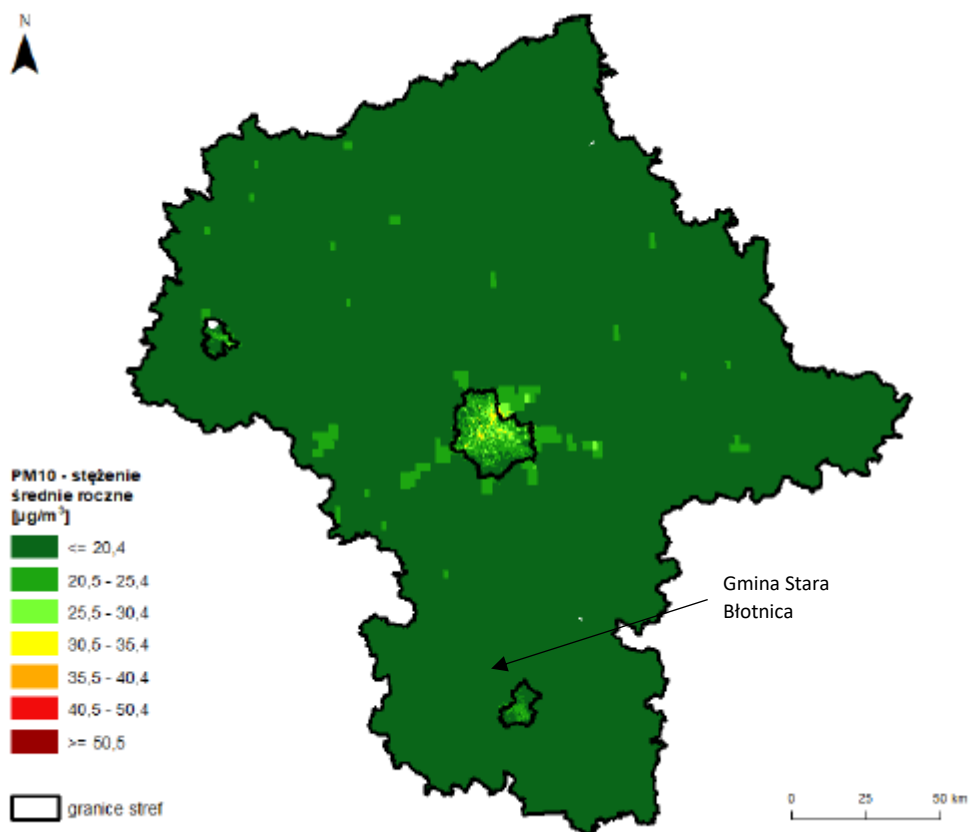 N
PM10 - stężenie
średnie roczne
[µg/m³]
<= 20,4
20,5 - 25,4
25,5 - 30,4
30,5 - 35,4
35,5 - 40,4
40,5 - 50,4
>= 50,5
granice stref
Gmina Stara
Błotnica
0 25 50 km